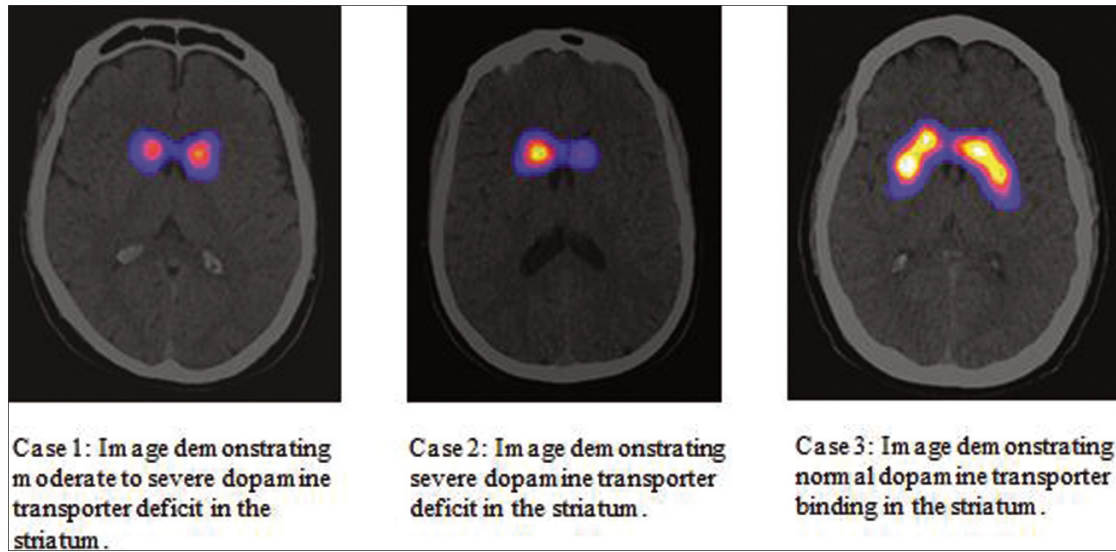 Case 1: Image demonstrating
moderate to severe dopamine
transporter deficit in the
striatum.
Case 2: Image demonstrating
severe dopamine transporter
deficit in the striatum.
Case 3: Image demonstrating
normal dopamine transporter
binding in the striatum.